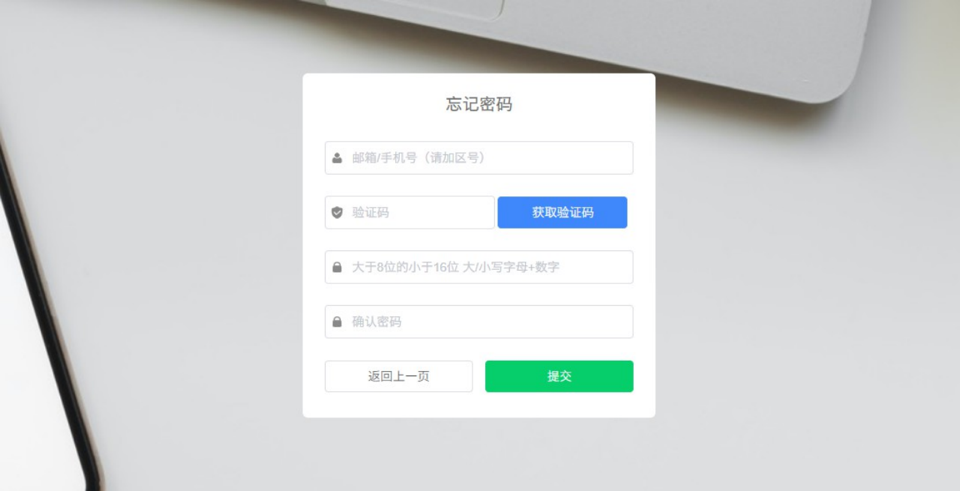 忘记密码
邮箱/手机号（请加区号）
验证码 获取验证码
大于8位的小于16位 大/小写字母+数字
确认密码
返回上一页 提交